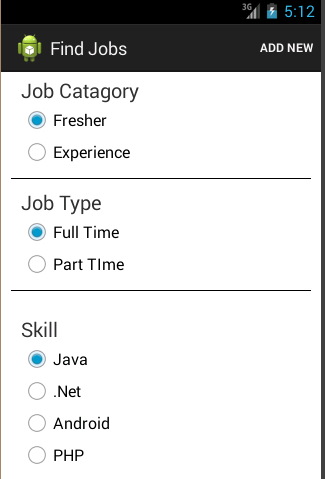 3G 5:12
Find Jobs ADD NEW
Job Catagory
Fresher
Experience
Job Type
Full Time
Part TIme
Skill
Java
.Net
Android
PHP